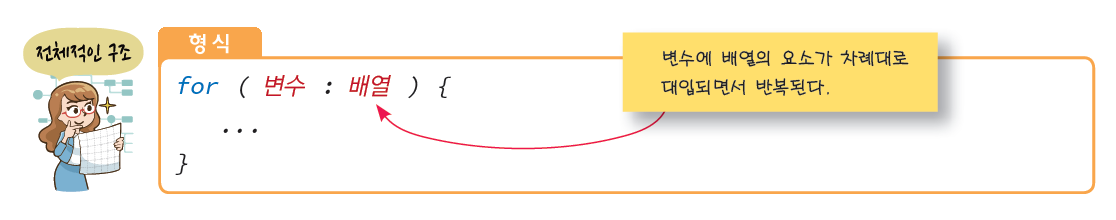 전체적인 구조
형식
변수에 배열의 요소가 차례대로
대입되면서 반복된다.
for ( 변수 : 배열 ) {
...
}